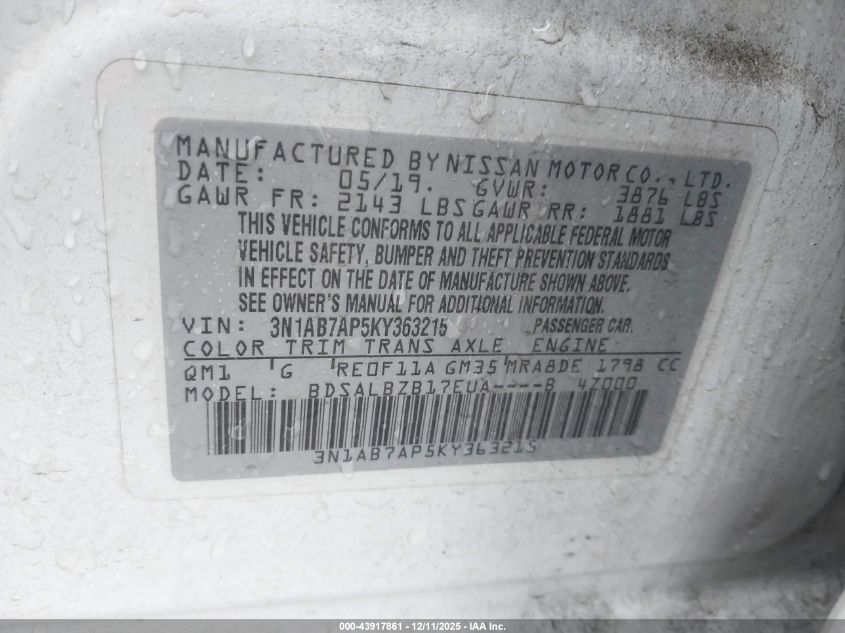 MANUFACTURED BY NISSAN MOTOR CO., LTD.
DATE: 05/19. GVWR: 3876 LBS
GAWR FR: 2143 LBS GAWR RR: 1881 LBS
THIS VEHICLE CONFORMS TO ALL APPLICABLE FEDERAL MOTOR
VEHICLE SAFETY, BUMPER AND THEFT PREVENTION STANDARDS
IN EFFECT ON THE DATE OF MANUFACTURE SHOWN ABOVE.
SEE OWNER'S MANUAL FOR ADDITIONAL INFORMATION.
VIN: 3N1AB7AP5KY363215 PASSENGER CAR.
COLOR TRIM TRANS AXLE ENGINE
QM1 G RE0F11A GM35 MRA8DE 1798 CC
MODEL: BDSALBZB17EUA----B 4Z000
3N1AB7AP5KY363215
000-43917861 - 12/11/2025 - IAA Inc.